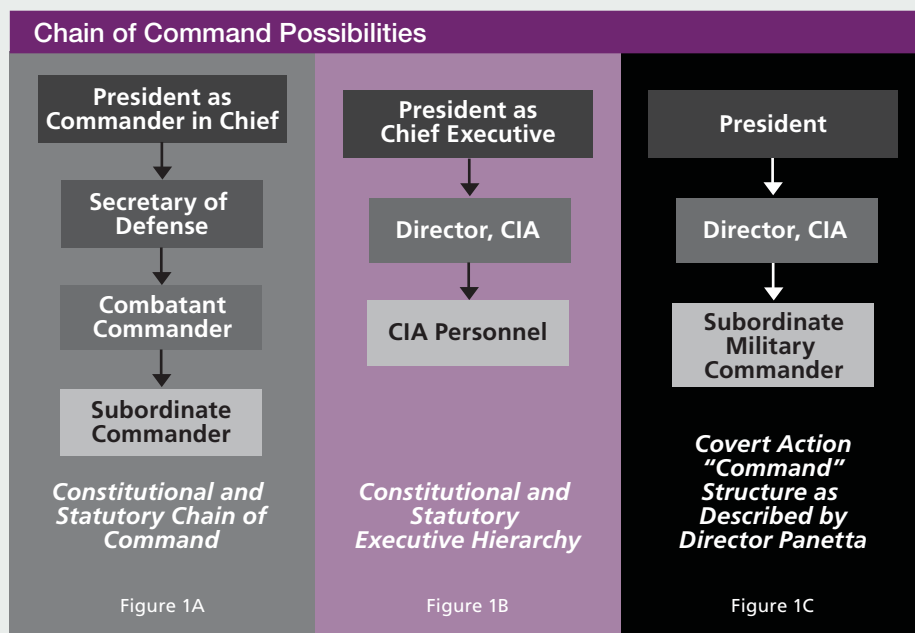 Chain of Command Possibilities
President as
Commander in Chief
Secretary of
Defense
Combatant
Commander
Subordinate
Commander
Constitutional and
Statutory Chain of
Command
Figure 1A
President as
Chief Executive
Director, CIA
CIA Personnel
Constitutional and
Statutory
Executive Hierarchy
Figure 1B
President
Director, CIA
Subordinate
Military
Commander
Covert Action
“Command”
Structure as
Described by
Director Panetta
Figure 1C